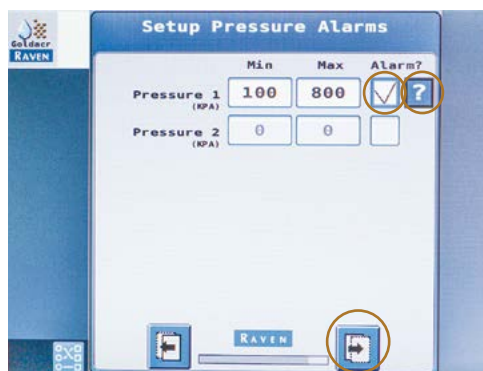 Setup Pressure Alarms
Goldacr
RAVEN
Min Max Alarm?
Pressure 1 100 800 ?
(KPA)
Pressure 2 0 0
(KPA)
RAVEN